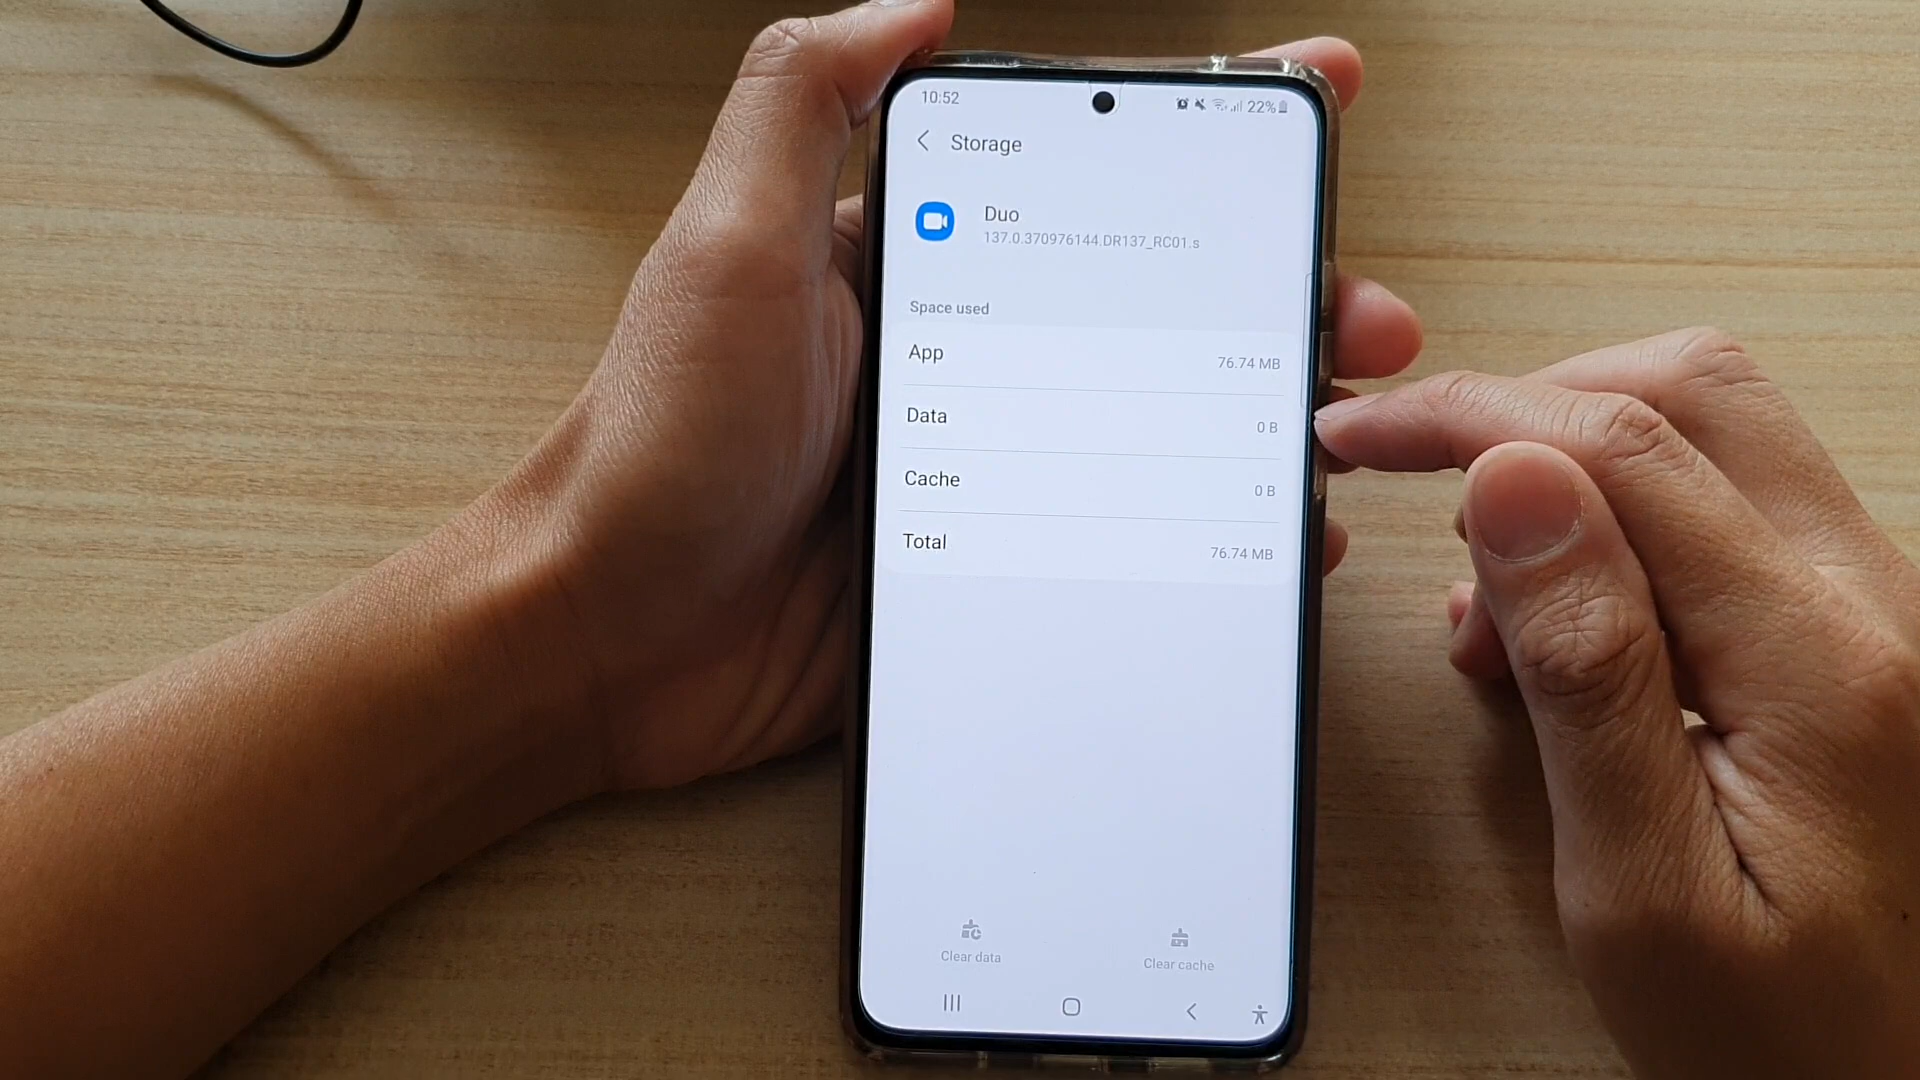 10:52
22%
Storage
Duo
137.0.370976144.DR137_RC01.s
Space used
App
76.74 MB
Data
0 B
Cache
0 B
Total
76.74 MB
Clear data
Clear cache